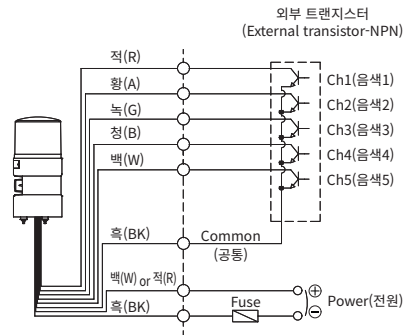 외부 트랜지스터
(External transistor-NPN)
적(R)
황(A)
녹(G)
청(B)
백(W)
Ch1(음색1)
Ch2(음색2)
Ch3(음색3)
Ch4(음색4)
Ch5(음색5)
흑(BK)
Common
(공통)
백(W) or 적(R)
흑(BK)
Fuse
+
-
Power(전원)